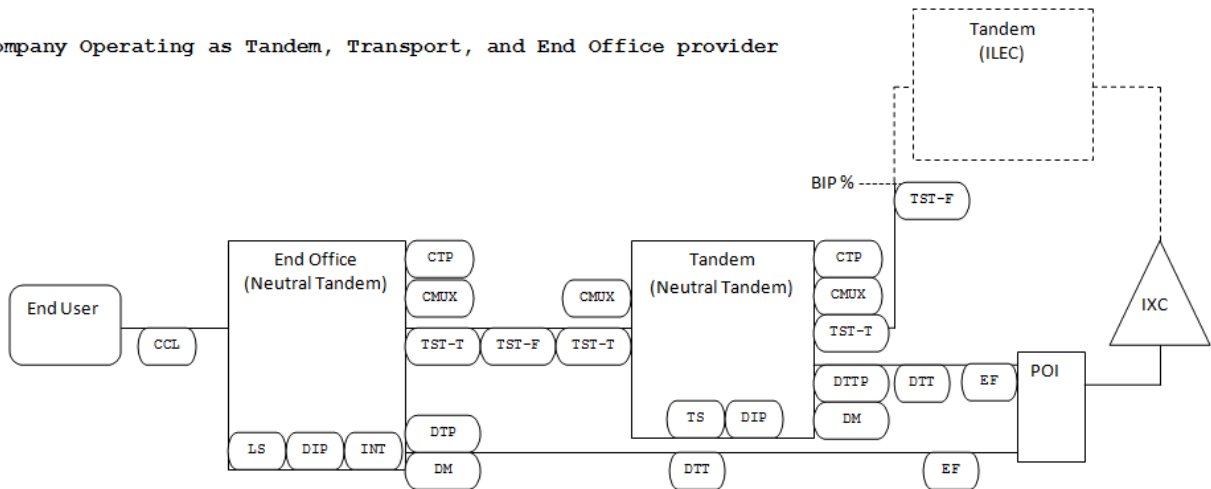 ompany Operating as Tandem, Transport, and End Office provider
Tandem
(ILEC)
BIP %
TST-F
End Office
(Neutral Tandem)
CTP
CMUX
CMUX
Tandem
(Neutral Tandem)
CTP
CMUX
TST-T
End User
CCL
TST-T
TST-F
TST-T
IXC
DTTP
DTT
EF
POI
DM
TS
DIP
LS
DIP
INT
DTP
DM
DTT
EF